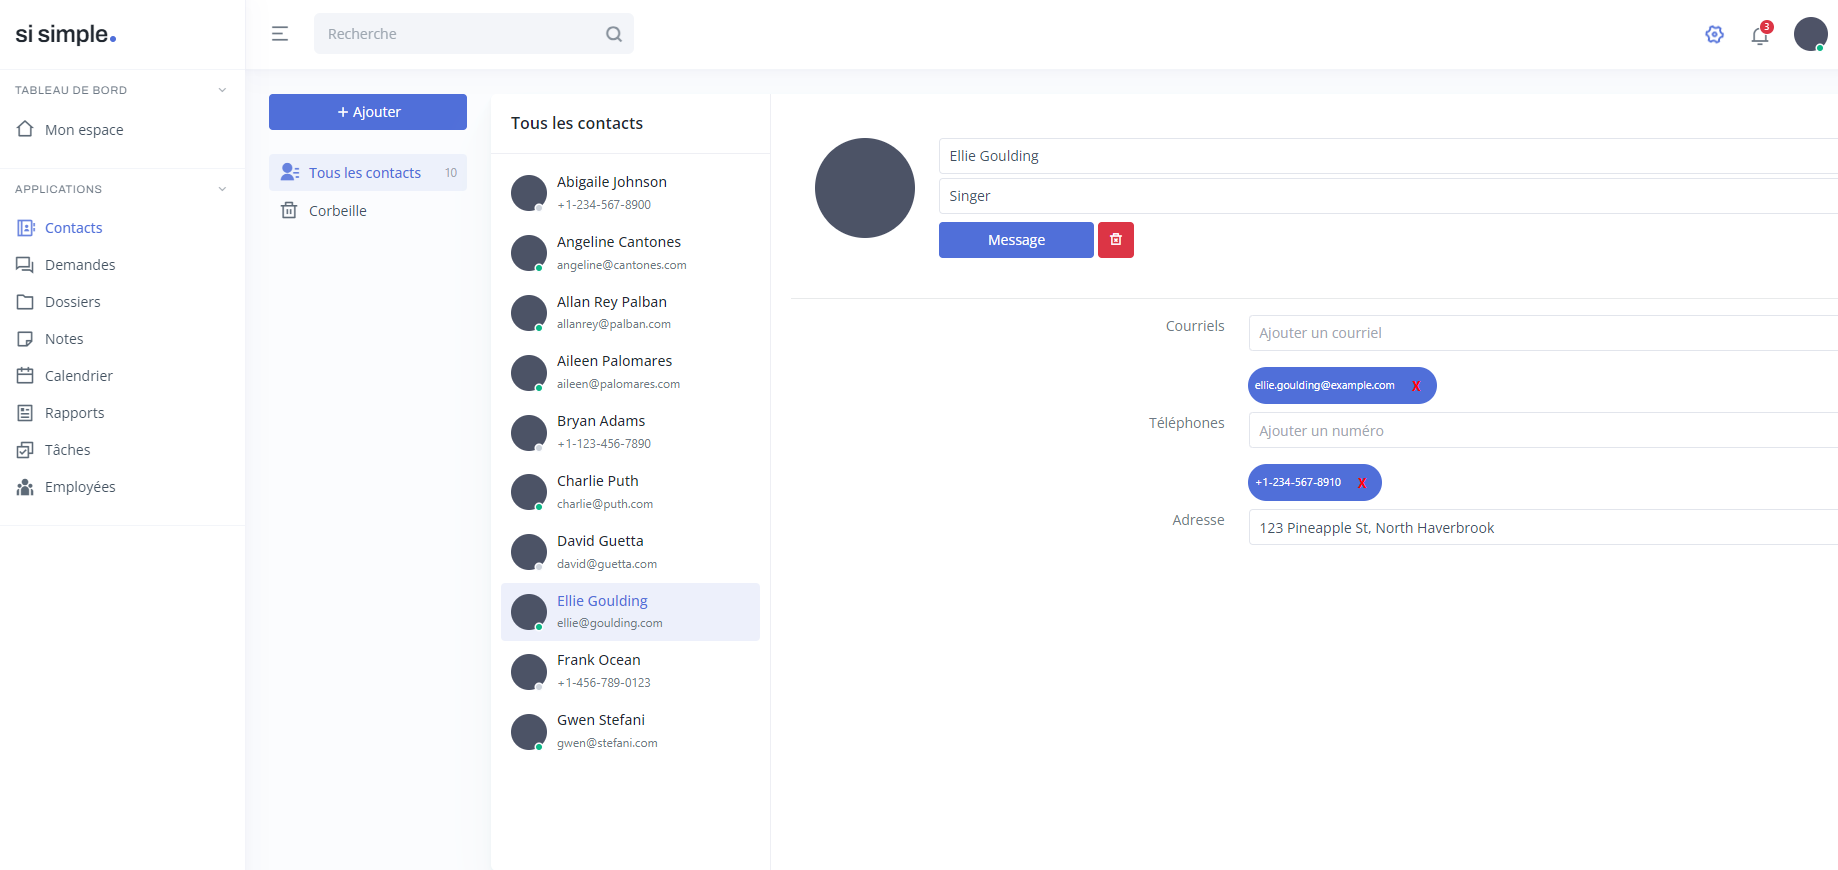 si simple.
Recherche
3
TABLEAU DE BORD
Mon espace
APPLICATIONS
Contacts
Demandes
Dossiers
Notes
Calendrier
Rapports
Tâches
Employées
+ Ajouter
Tous les contacts 10
Corbeille
Tous les contacts
Abigaile Johnson
+1-234-567-8900
Angeline Cantones
angeline@cantones.com
Allan Rey Palban
allanrey@palban.com
Aileen Palomares
aileen@palomares.com
Bryan Adams
+1-123-456-7890
Charlie Puth
charlie@puth.com
David Guetta
david@guetta.com
Ellie Goulding
ellie@goulding.com
Frank Ocean
+1-456-789-0123
Gwen Stefani
gwen@stefani.com
Ellie Goulding
Singer
Message
Courriels
Ajouter un courriel
ellie.goulding@example.com X
Téléphones
Ajouter un numéro
+1-234-567-8910 X
Adresse
123 Pineapple St, North Haverbrook